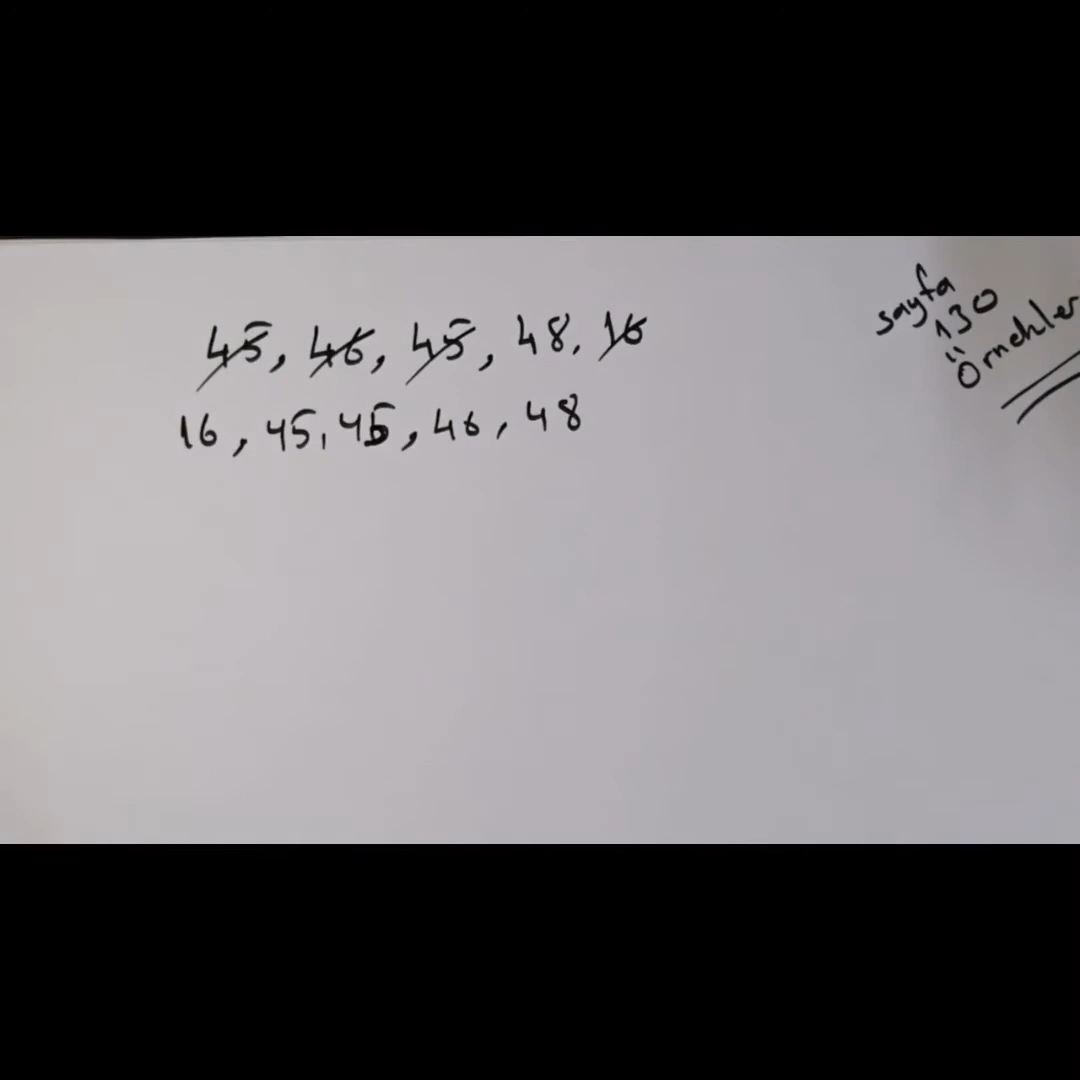 45, 46, 45, 48, 16
16, 45, 45, 46, 48
sayfa
130
Örnekler